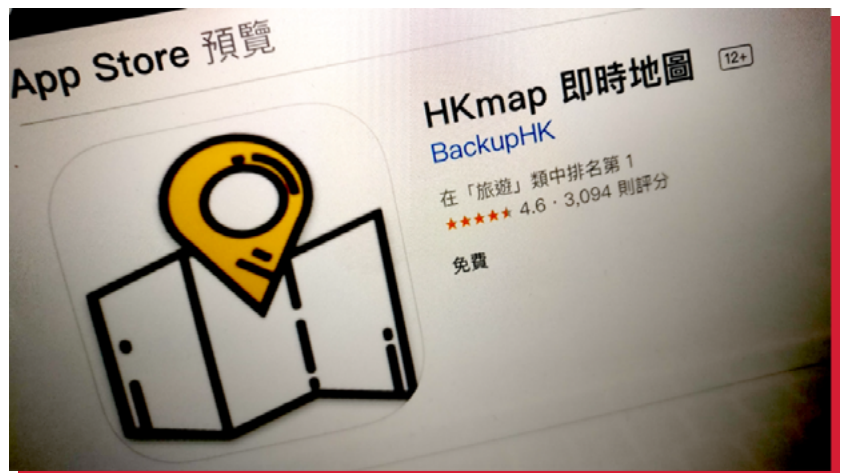 App Store 預覽
HKmap 即時地圖 12+
BackupHK
在「旅遊」類中排名第 1
★★★★★ 4.6 · 3,094 則評分
免費